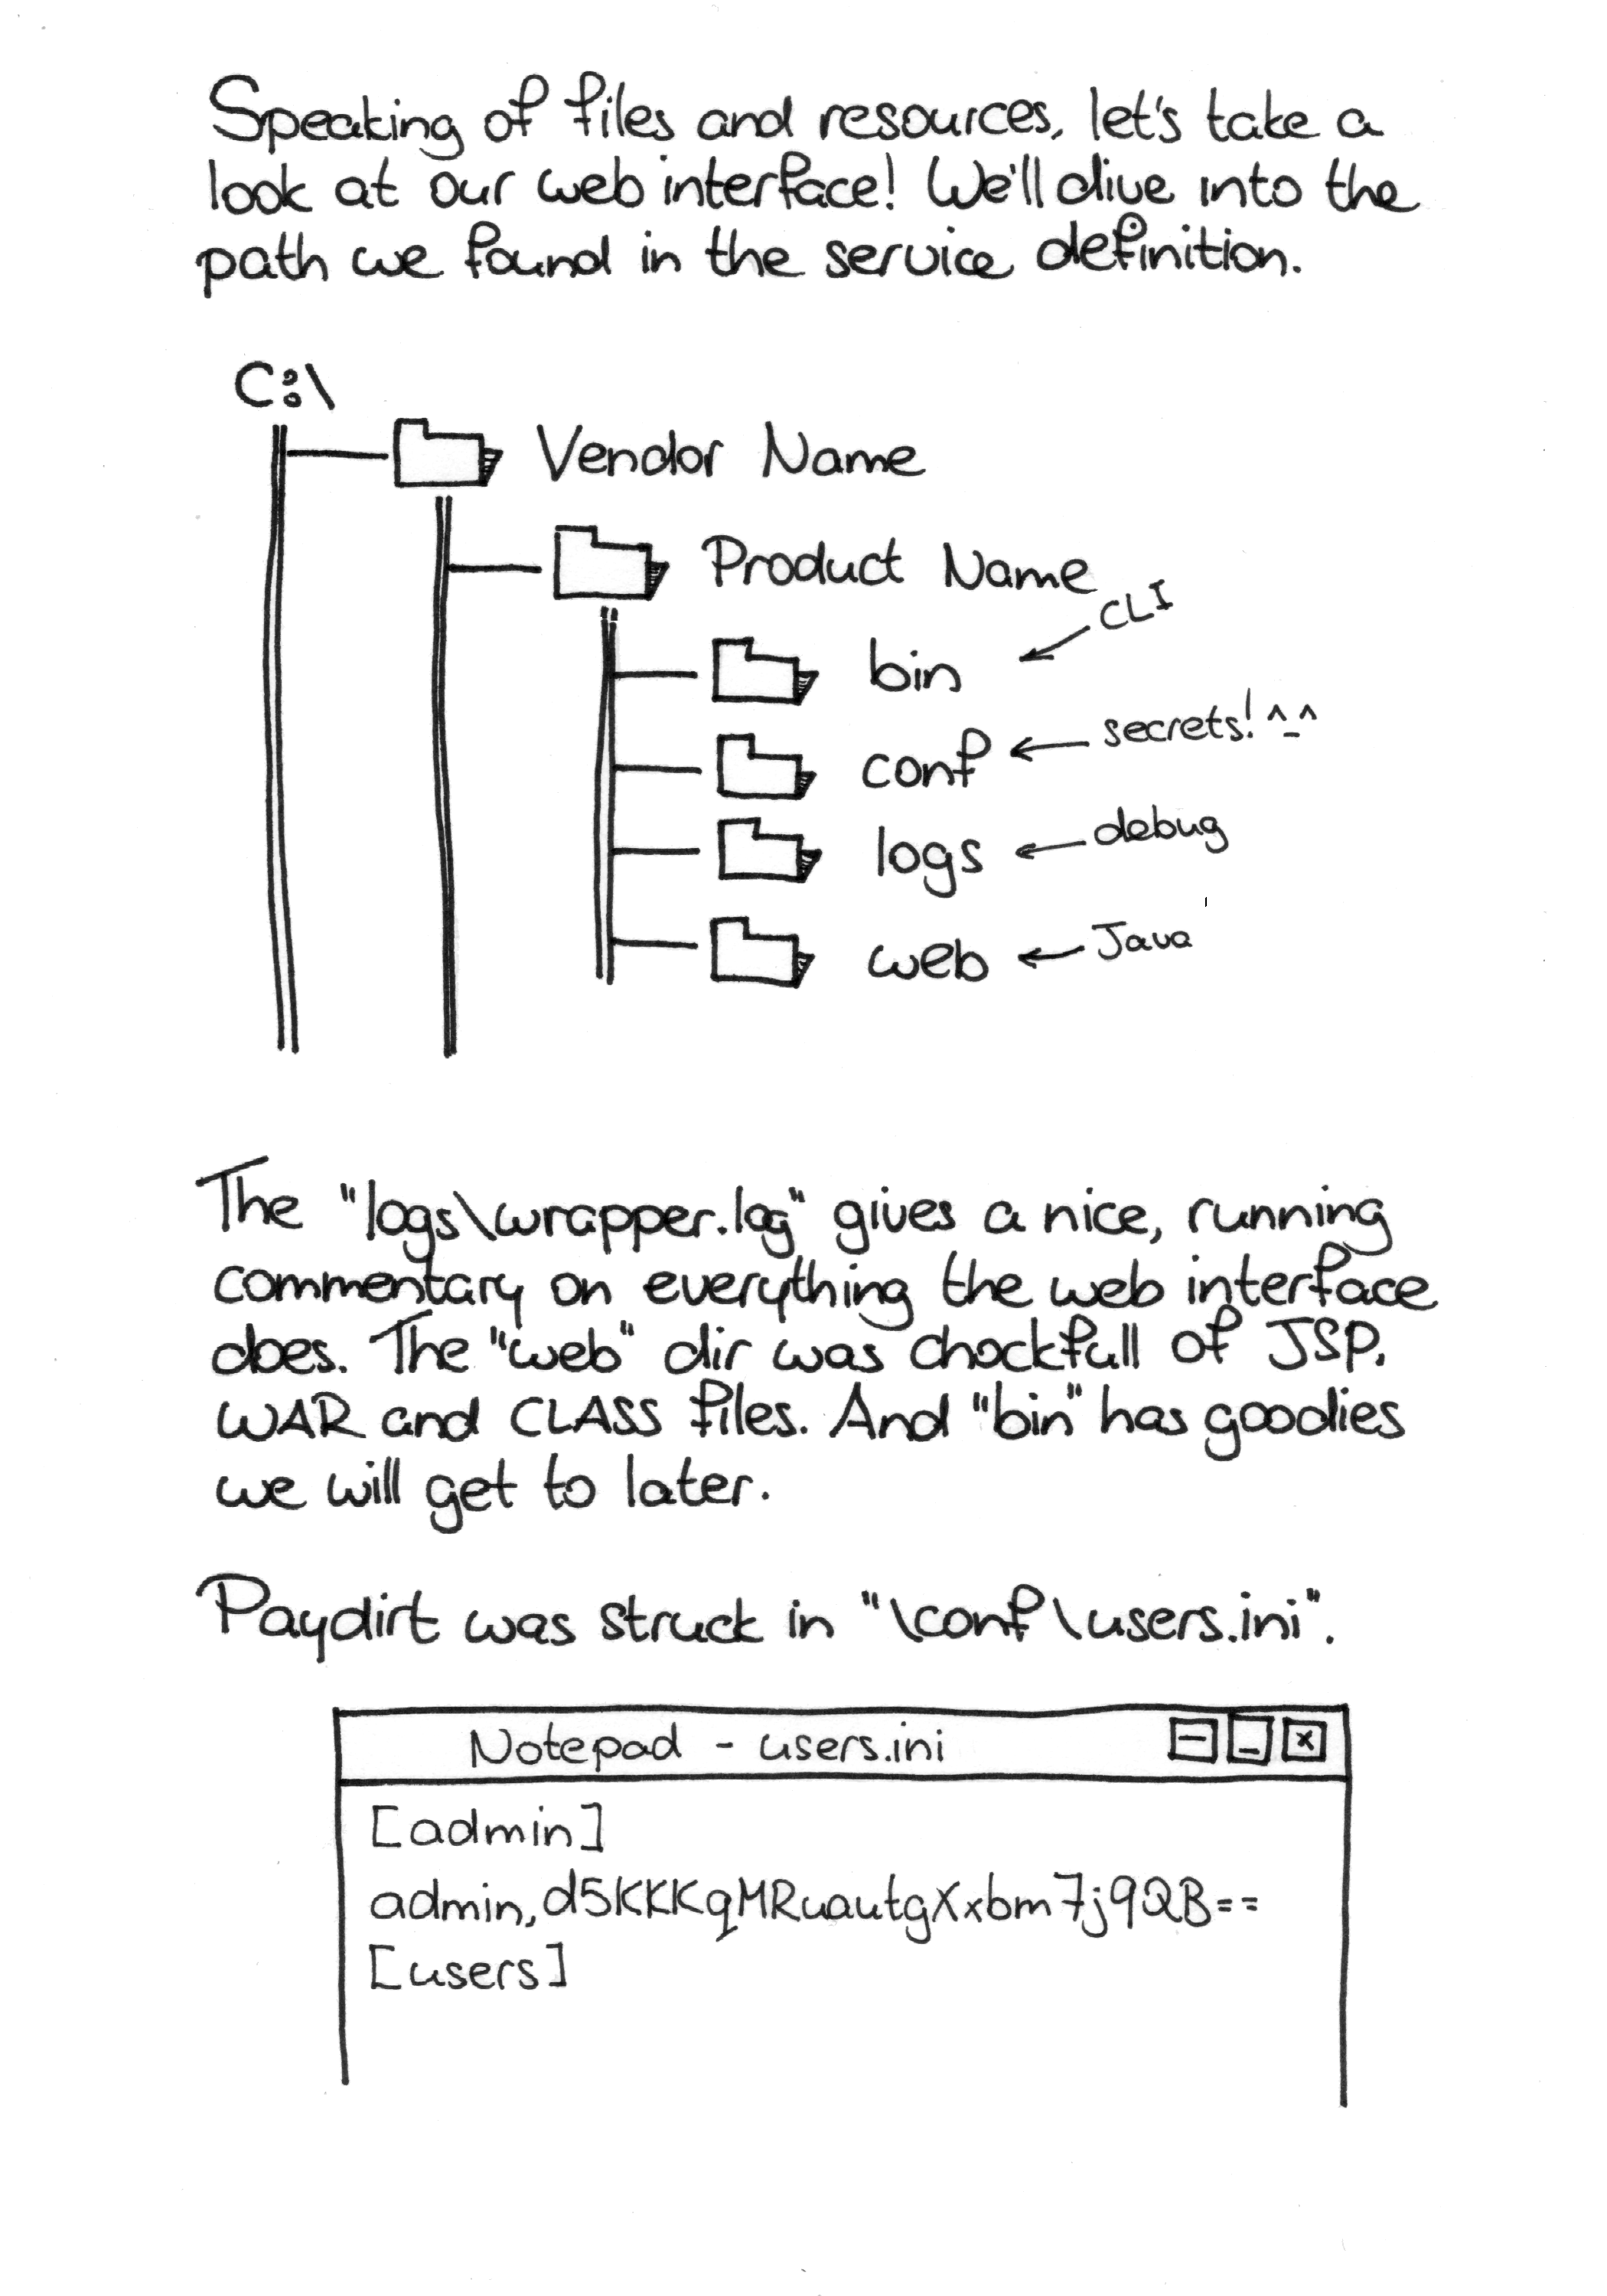 Speaking of files and resources, let's take a
look at our web interface! We'll dive into the
path we found in the service definition.
C:\
Vendor Name
Product Name
CLI
bin
secrets! ^_^
conf
debug
logs
Java
web
The "logs\wrapper.log" gives a nice, running
commentary on everything the web interface
does. The "web" dir was chockfull of JSP,
WAR and CLASS files. And "bin" has goodies
we will get to later.
Paydirt was struck in "\conf\users.ini".
Notepad - users.ini
[admin]
admin,d5KKKqMRuautgXxbm7j9QB==
[users]